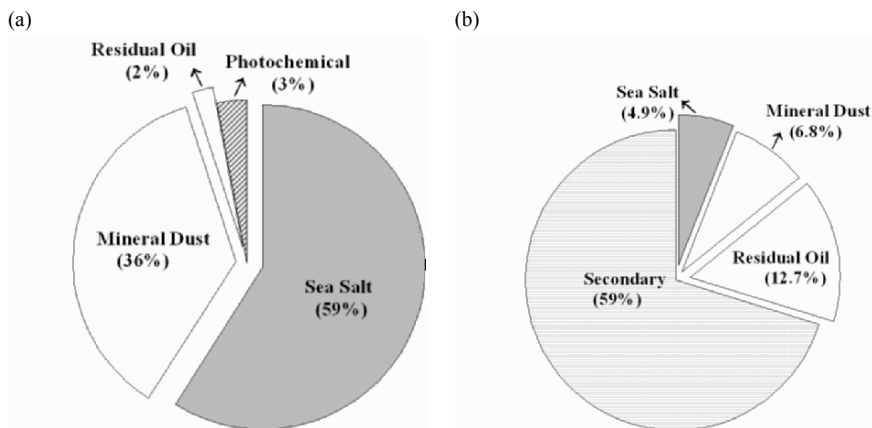 (a)
Residual Oil
(2%)
Photochemical
(3%)
Mineral Dust
(36%)
Sea Salt
(59%)
(b)
Sea Salt
(4.9%)
Mineral Dust
(6.8%)
Residual Oil
(12.7%)
Secondary
(59%)